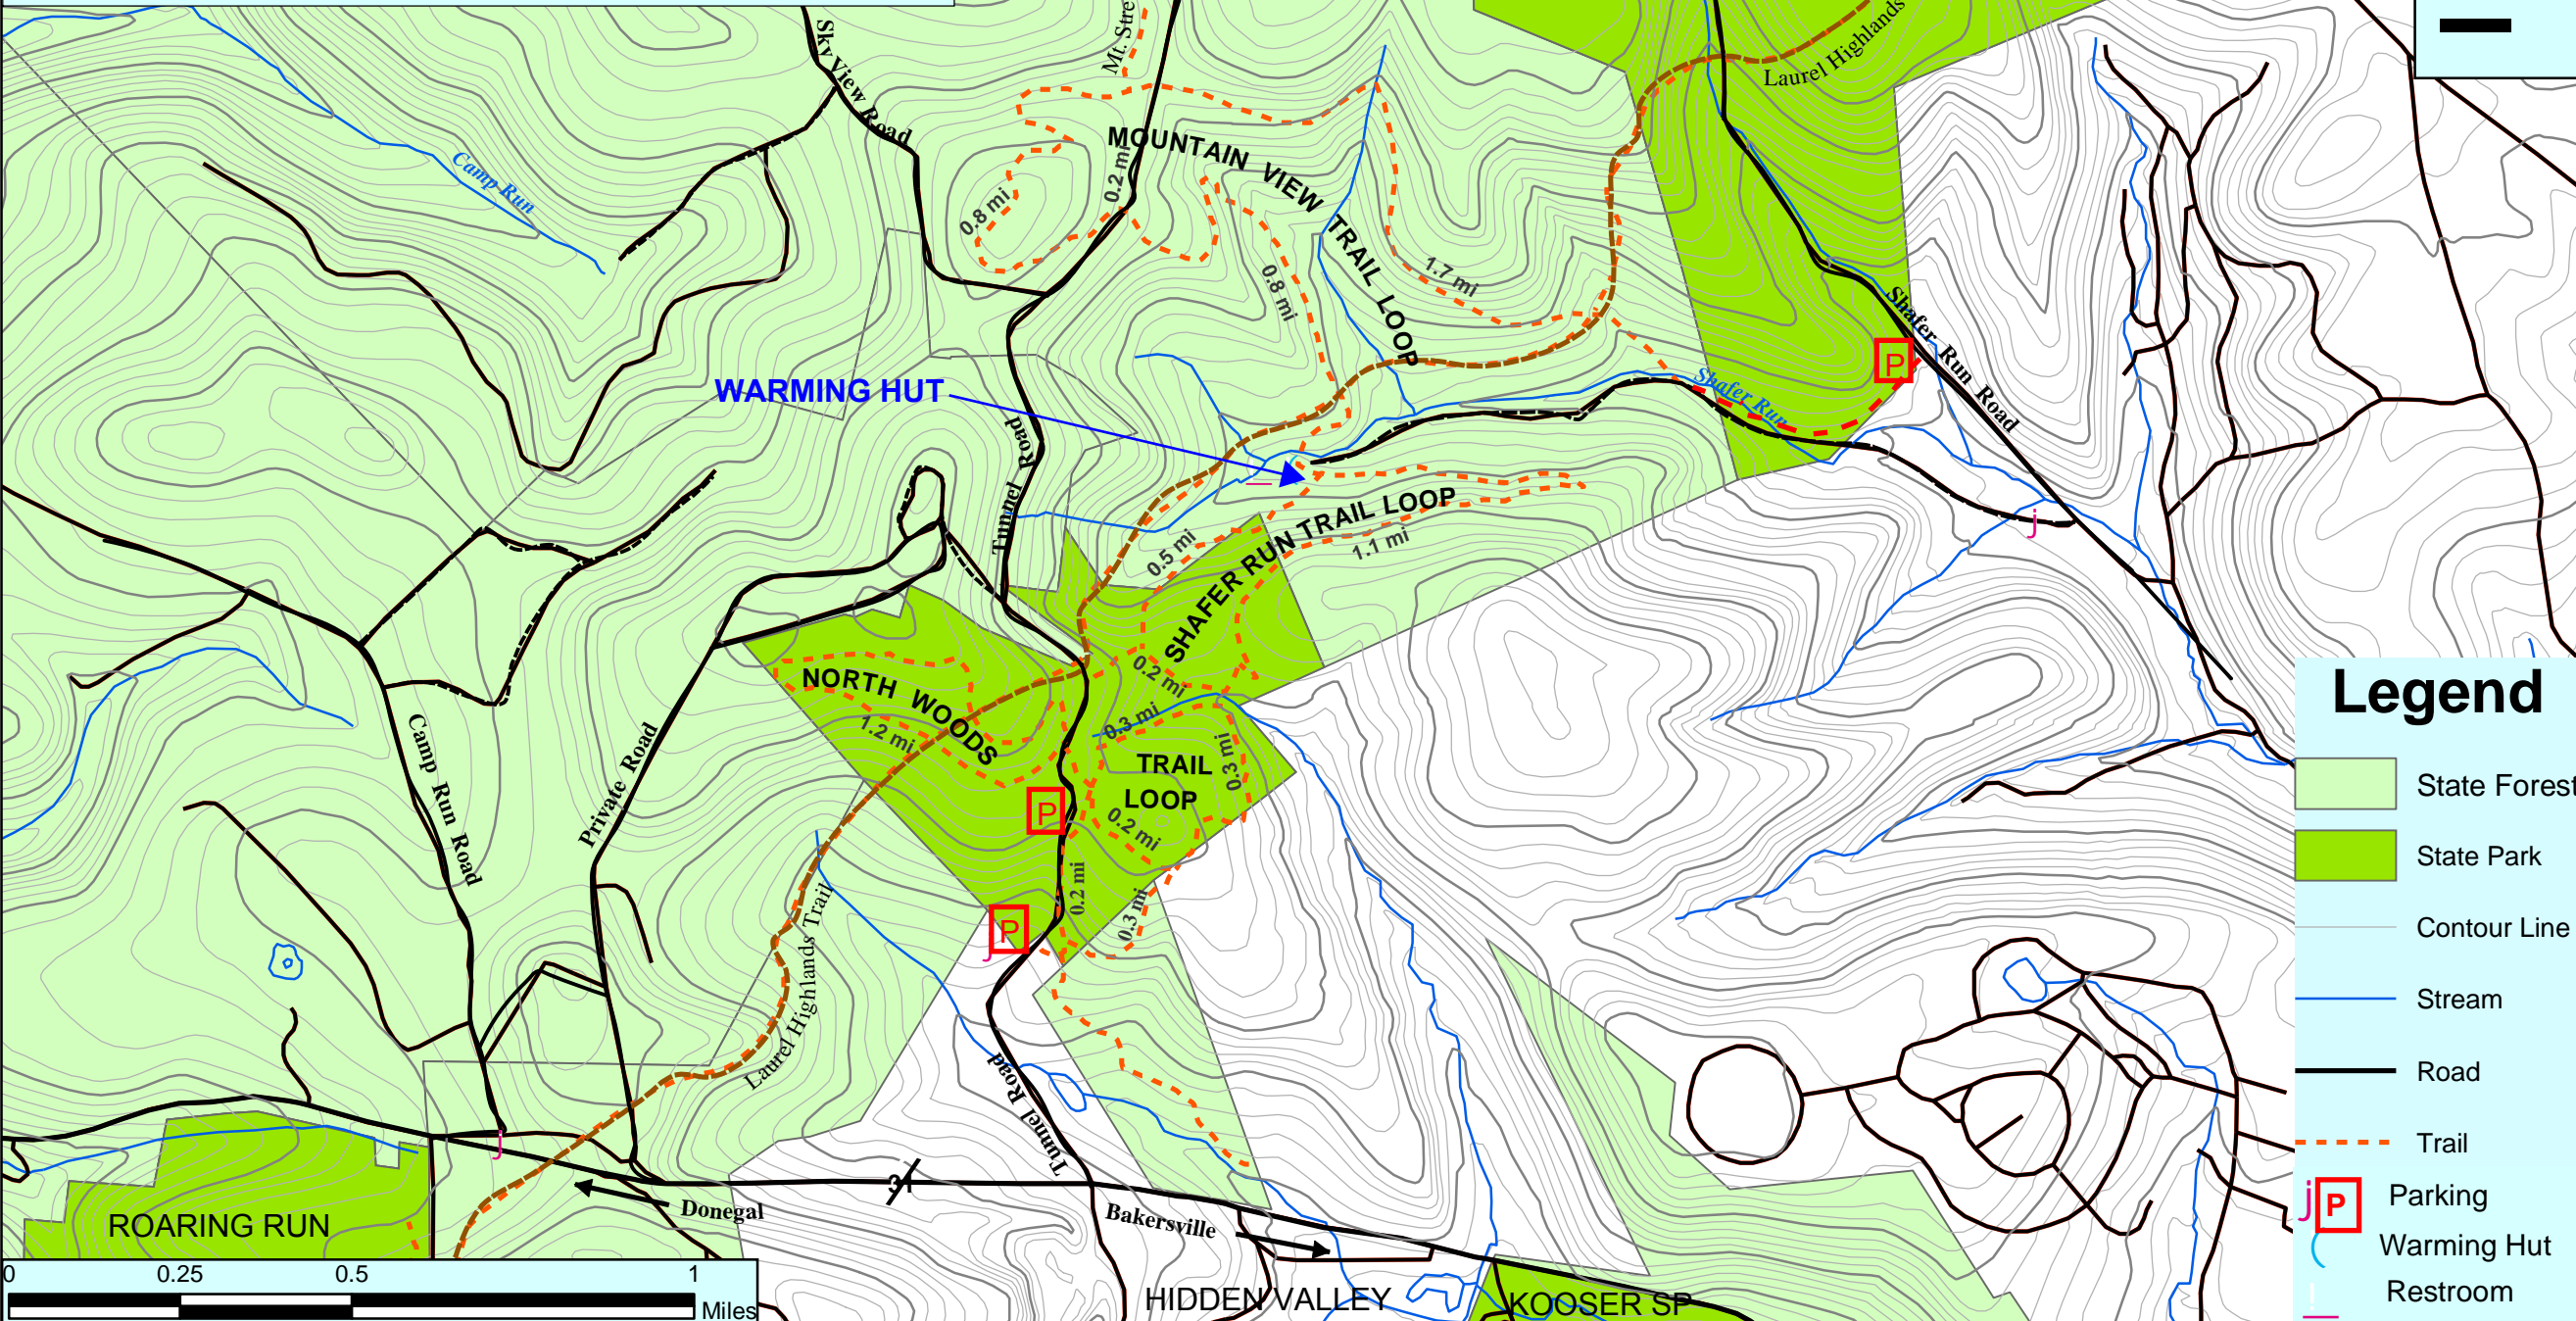 Sky View Road
Mt. Stre
Laurel Highlands
Camp Run
MOUNTAIN VIEW TRAIL LOOP
0.2 mi
0.8 mi
0.8 mi
1.7 mi
Shafer Run Road
P
WARMING HUT
Shafer Run
Tunnel Road
SHAFER RUN TRAIL LOOP
0.5 mi
1.1 mi
j
NORTH WOODS
TRAIL
LOOP
0.2 mi
0.3 mi
1.2 mi
0.3 mi
P
0.2 mi
0.2 mi
0.3 mi
P
j
Camp Run Road
Private Road
Laurel Highlands Trail
Tunnel Road
j
31
Donegal
Bakersville
ROARING RUN
HIDDEN VALLEY
KOOSER SP
0 0.25 0.5 1
Miles
Legend
State Forest
State Park
Contour Line
Stream
Road
Trail
j P Parking
( Warming Hut
Restroom